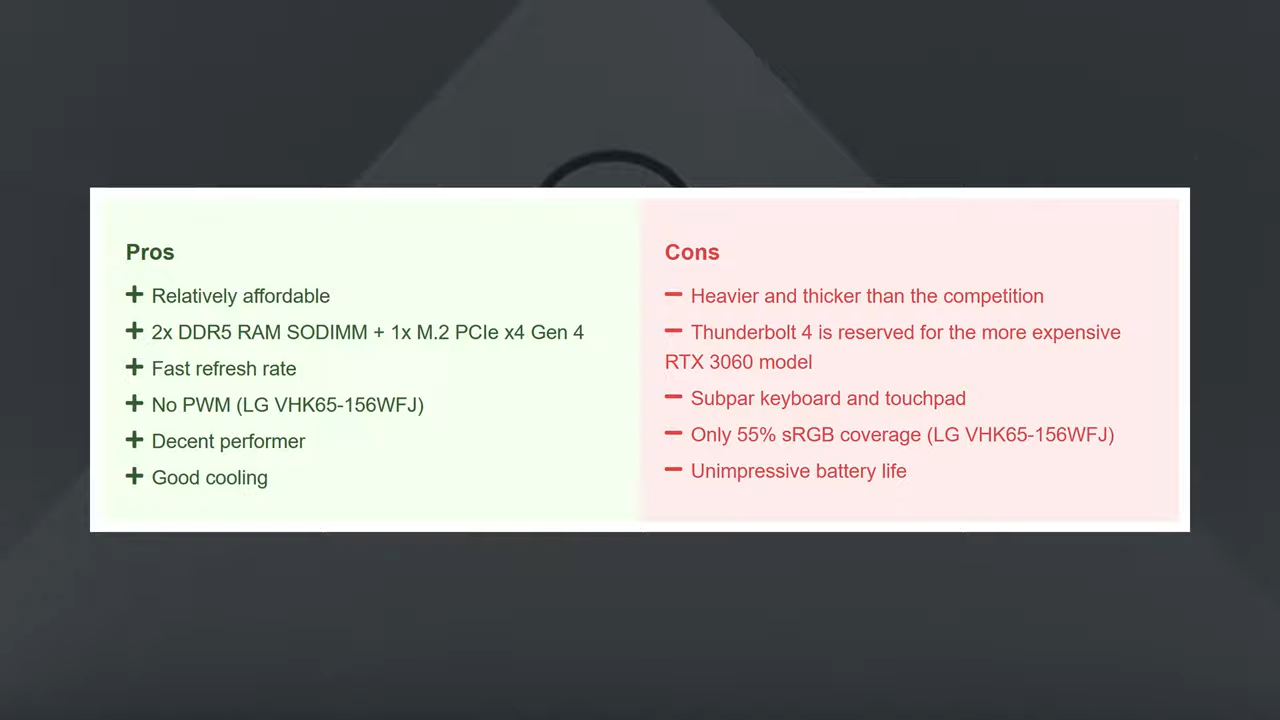 Pros
Relatively affordable
2x DDR5 RAM SODIMM + 1x M.2 PCIe x4 Gen 4
Fast refresh rate
No PWM (LG VHK65-156WFJ)
Decent performer
Good cooling
Cons
Heavier and thicker than the competition
Thunderbolt 4 is reserved for the more expensive
RTX 3060 model
Subpar keyboard and touchpad
Only 55% sRGB coverage (LG VHK65-156WFJ)
Unimpressive battery life